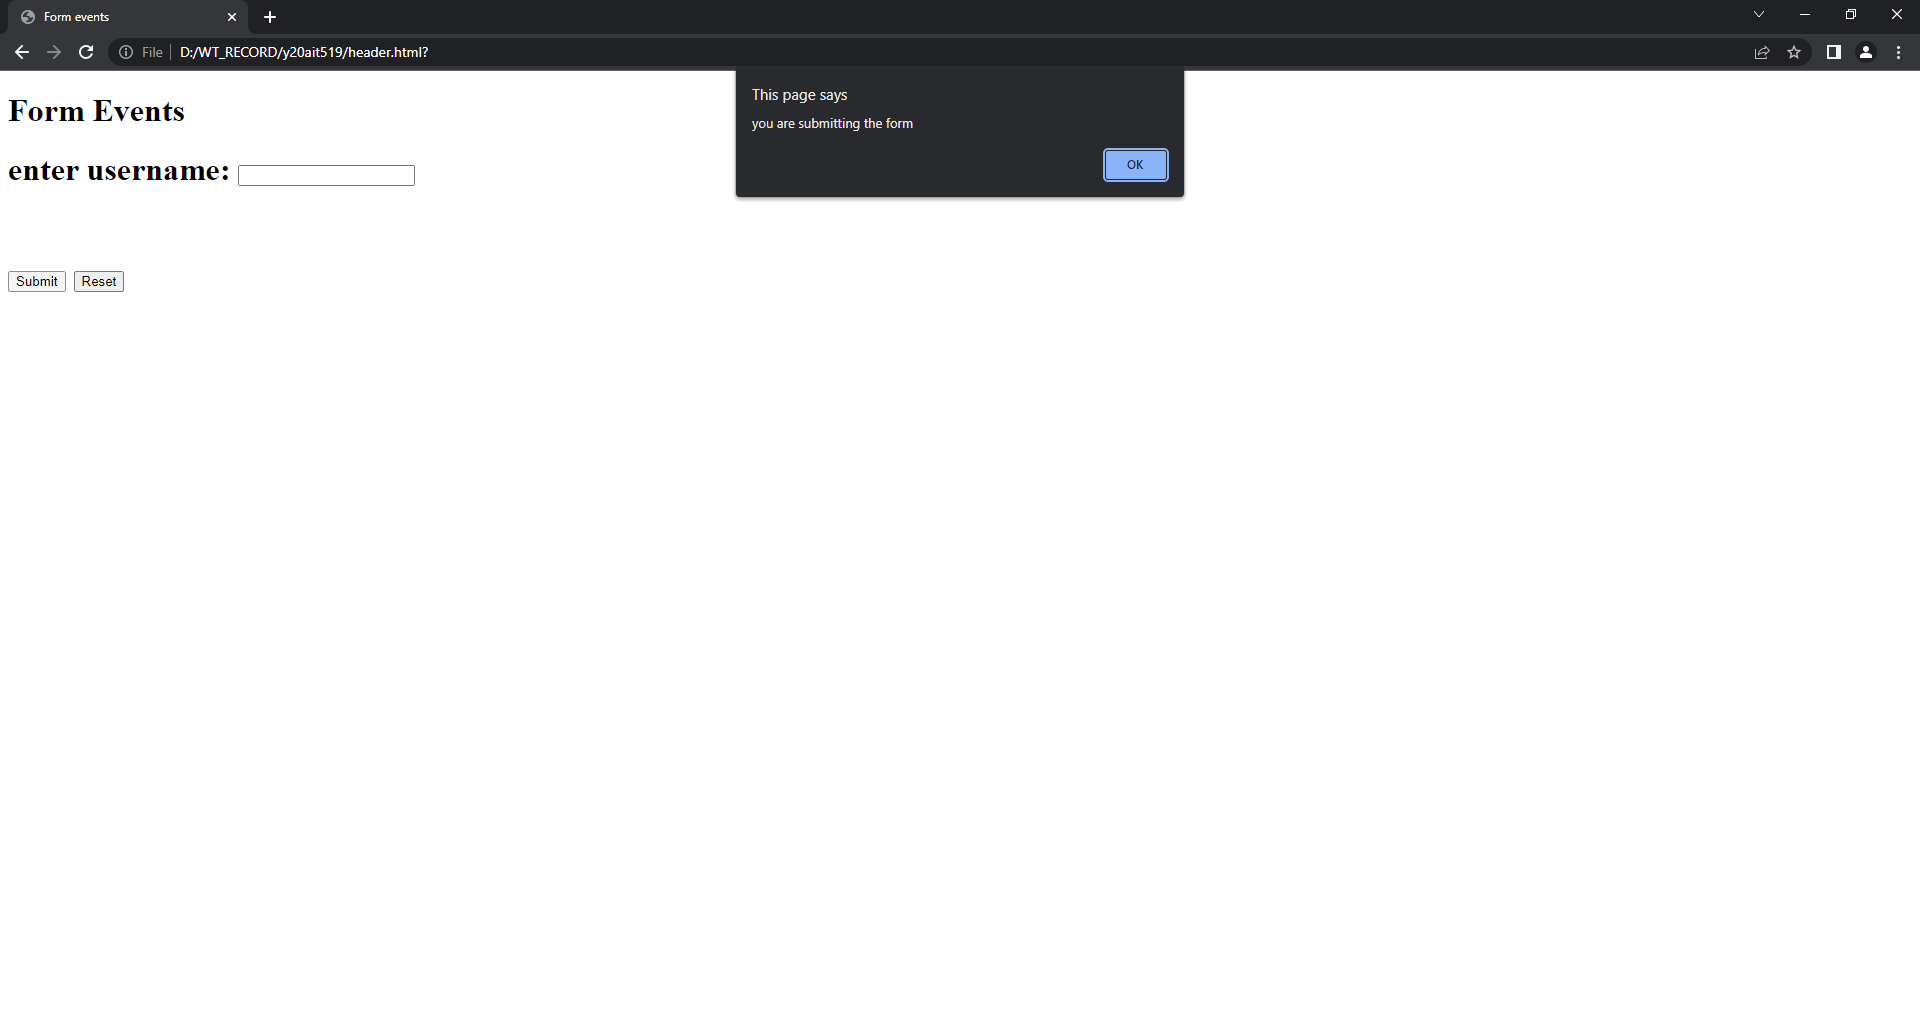 Form events
File
D:/WT_RECORD/y20ait519/header.html?
This page says
you are submitting the form
OK
Form Events
enter username:
Submit Reset